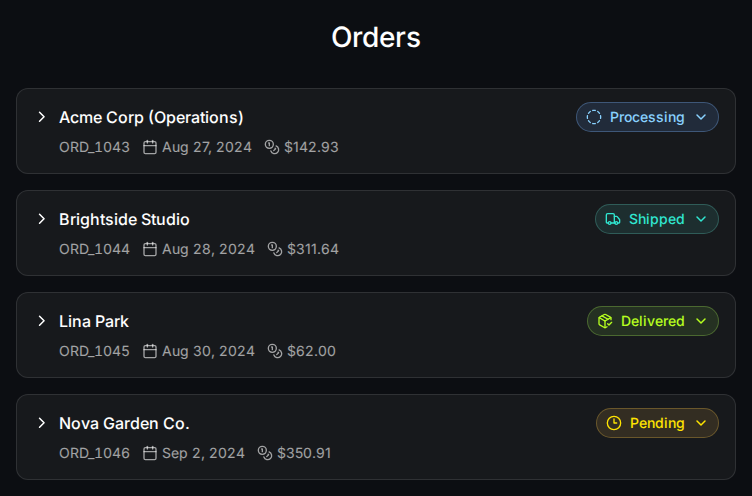 Orders
Acme Corp (Operations) Processing
ORD_1043 Aug 27, 2024 $142.93
Brightside Studio Shipped
ORD_1044 Aug 28, 2024 $311.64
Lina Park Delivered
ORD_1045 Aug 30, 2024 $62.00
Nova Garden Co. Pending
ORD_1046 Sep 2, 2024 $350.91